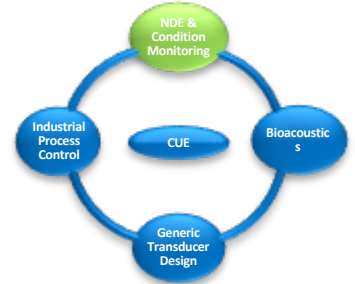 NDE &
Condition
Monitoring
Industrial
Process
Control
CUE
Bioacoustic
s
Generic
Transducer
Design